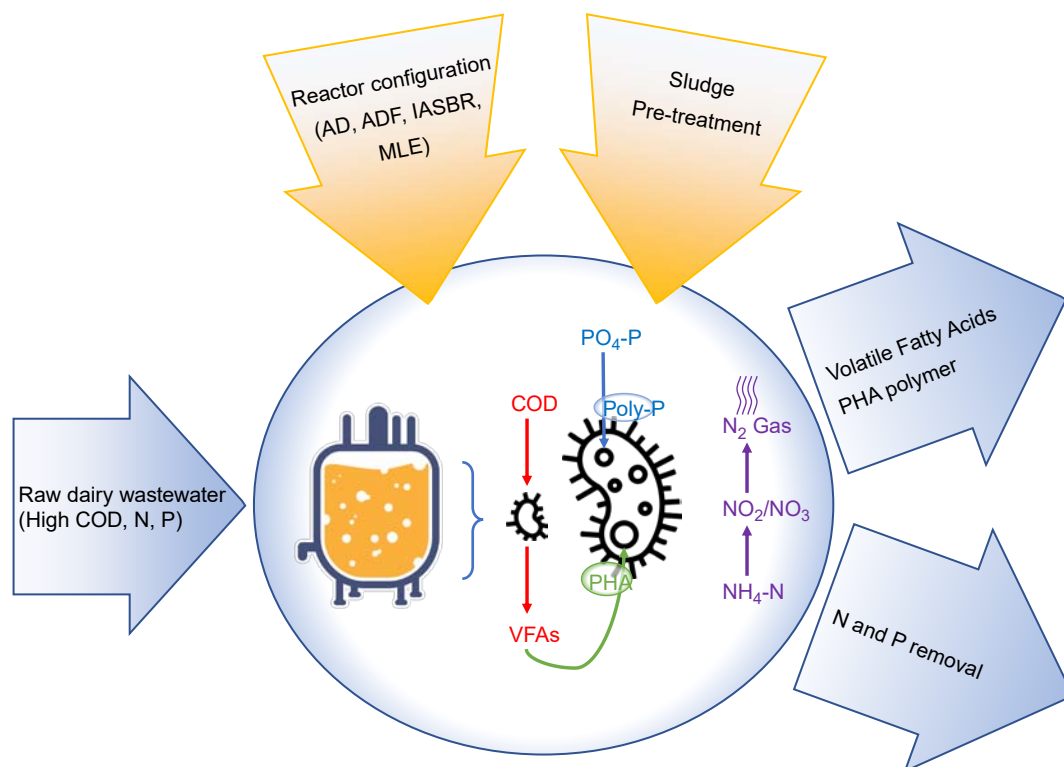 Reactor configuration
(AD, ADF, IASBR,
MLE)
Sludge
Pre-treatment
Raw dairy wastewater
(High COD, N, P)
COD
VFAs
PO₄-P
Poly-P
PHA
N₂ Gas
NO₂/NO₃
NH₄-N
Volatile Fatty Acids
PHA polymer
N and P removal